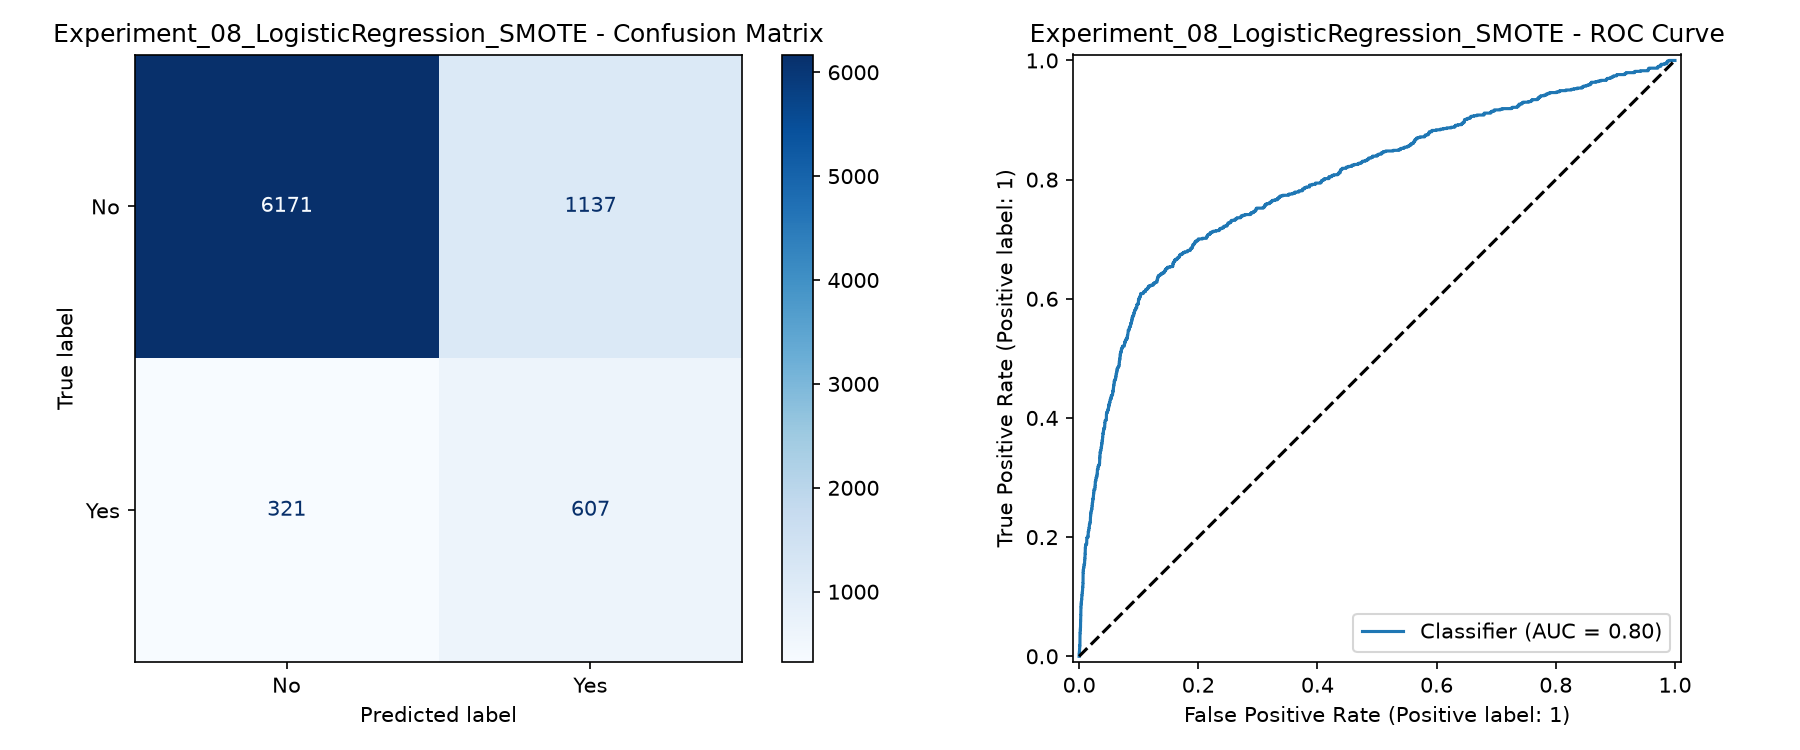 Experiment_08_LogisticRegression_SMOTE - Confusion Matrix
6000
5000
4000
3000
2000
1000
No
Yes
True label
6171
1137
321
607
No
Yes
Predicted label
Experiment_08_LogisticRegression_SMOTE - ROC Curve
True Positive Rate (Positive label: 1)
1.0
0.8
0.6
0.4
0.2
0.0
Classifier (AUC = 0.80)
0.0
0.2
0.4
0.6
0.8
1.0
False Positive Rate (Positive label: 1)